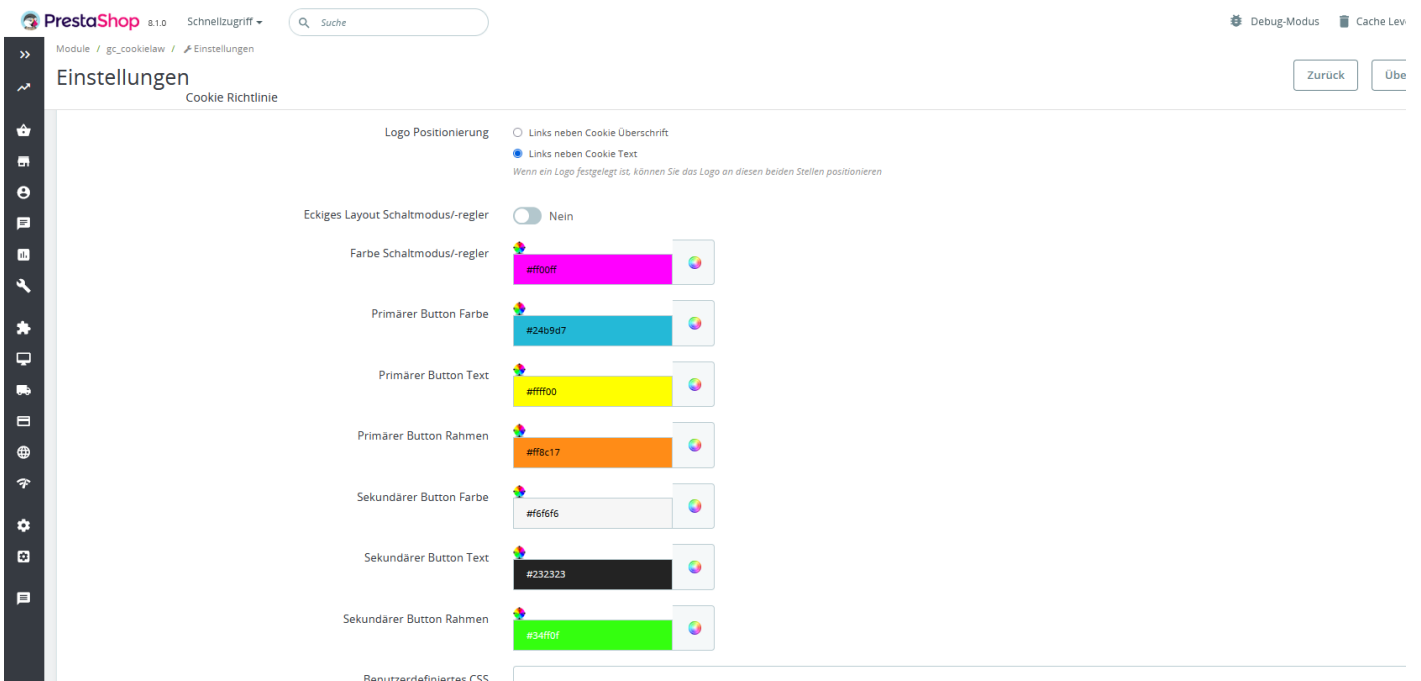 PrestaShop 8.1.0 Schnellzugriff Suche Debug-Modus Cache
Module / gc_cookielaw / Einstellungen
Einstellungen
Zurück
Cookie Richtlinie
Logo Positionierung
Links neben Cookie Überschrift
Links neben Cookie Text
Wenn ein Logo festgelegt ist, können Sie das Logo an diesen beiden Stellen positionieren
Eckiges Layout Schaltmodus/-regler Nein
Farbe Schaltmodus/-regler
#ff00ff
Primärer Button Farbe
#24b9d7
Primärer Button Text
#ffff00
Primärer Button Rahmen
#ff8c17
Sekundärer Button Farbe
#f6f6f6
Sekundärer Button Text
#232323
Sekundärer Button Rahmen
#34ff0f
Benutzerdefiniertes CSS